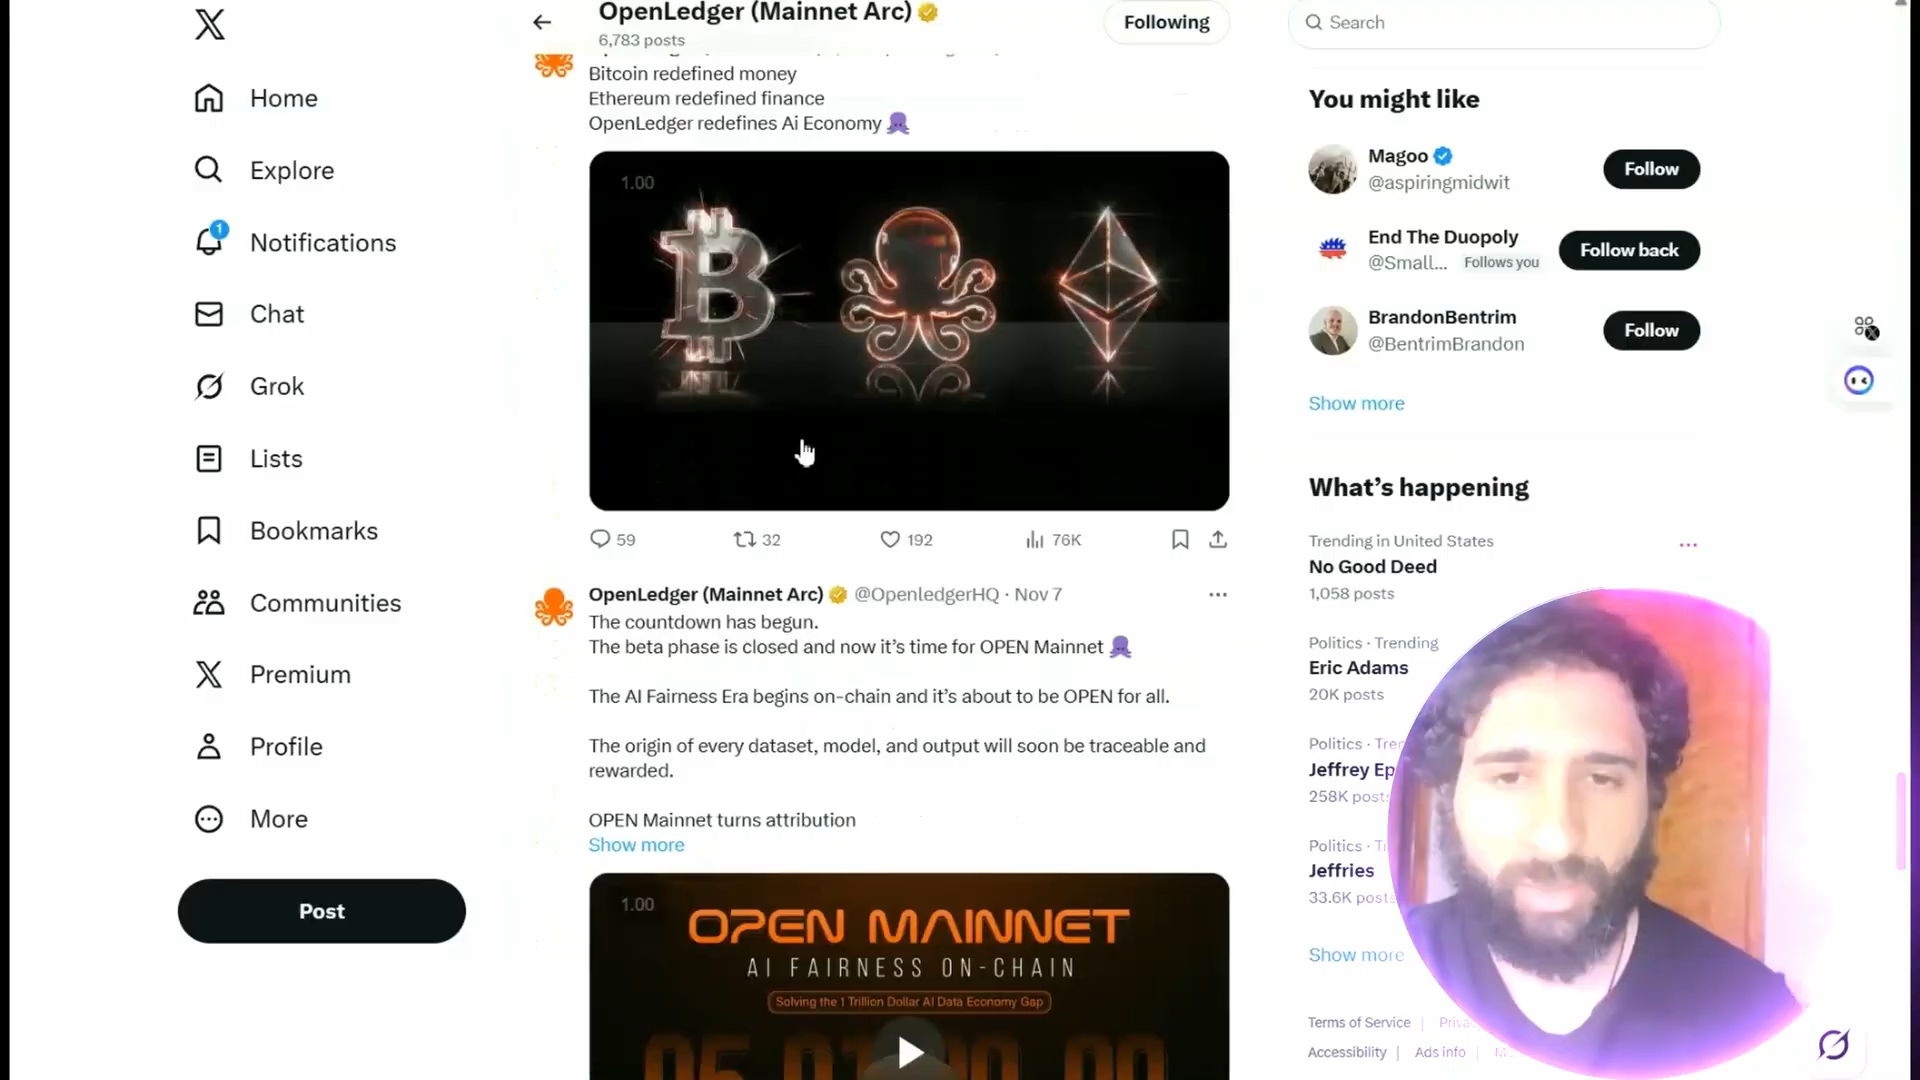 Home
Explore
1
Notifications
Chat
Grok
Lists
Bookmarks
Communities
Premium
Profile
More
Post
OpenLedger (Mainnet Arc)
6,783 posts
Following
Bitcoin redefined money
Ethereum redefined finance
OpenLedger redefines Ai Economy
1.00
59
32
192
76K
OpenLedger (Mainnet Arc) @OpenledgerHQ · Nov 7
The countdown has begun.
The beta phase is closed and now it's time for OPEN Mainnet
The AI Fairness Era begins on-chain and it's about to be OPEN for all.
The origin of every dataset, model, and output will soon be traceable and
rewarded.
OPEN Mainnet turns attribution
Show more
1.00
OPEN MAINNET
AI FAIRNESS ON-CHAIN
Solving the 1 Trillion Dollar AI Data Economy Gap
Search
You might like
Magoo
@aspiringmidwit
Follow
End The Duopoly
@Small... Follows you
Follow back
BrandonBentrim
@BentrimBrandon
Follow
Show more
What's happening
Trending in United States
No Good Deed
1,058 posts
Politics · Trending
Eric Adams
20K posts
Politics · Tre
Jeffrey Ep
258K posts
Politics · T
Jeffries
33.6K posts
Show more
Terms of Service
Accessibility
Ads info